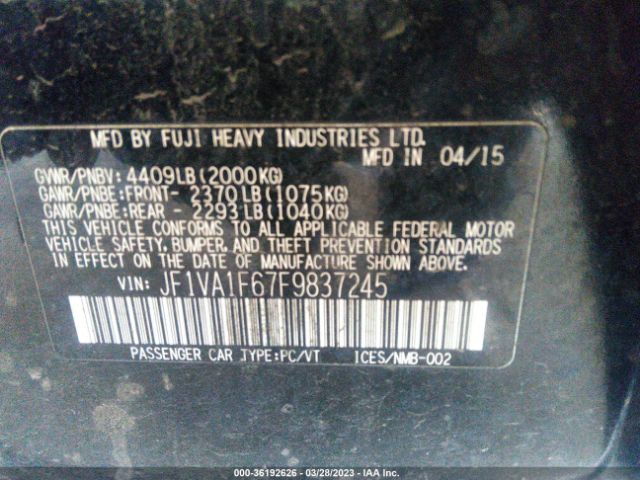 MFD BY FUJI HEAVY INDUSTRIES LTD.
MFD IN 04/15
GVWR/PNBV: 4409LB(2000KG)
GAWR/PNBE:FRONT- 2370LB(1075KG)
GAWR/PNBE:REAR - 2293LB(1040KG)
THIS VEHICLE CONFORMS TO ALL APPLICABLE FEDERAL MOTOR
VEHICLE SAFETY, BUMPER, AND THEFT PREVENTION STANDARDS
IN EFFECT ON THE DATE OF MANUFACTURE SHOWN ABOVE.
VIN: JF1VA1F67F9837245
PASSENGER CAR TYPE:PC/VT ICES/NMB-002
000-36192626 - 03/28/2023 - IAA Inc.